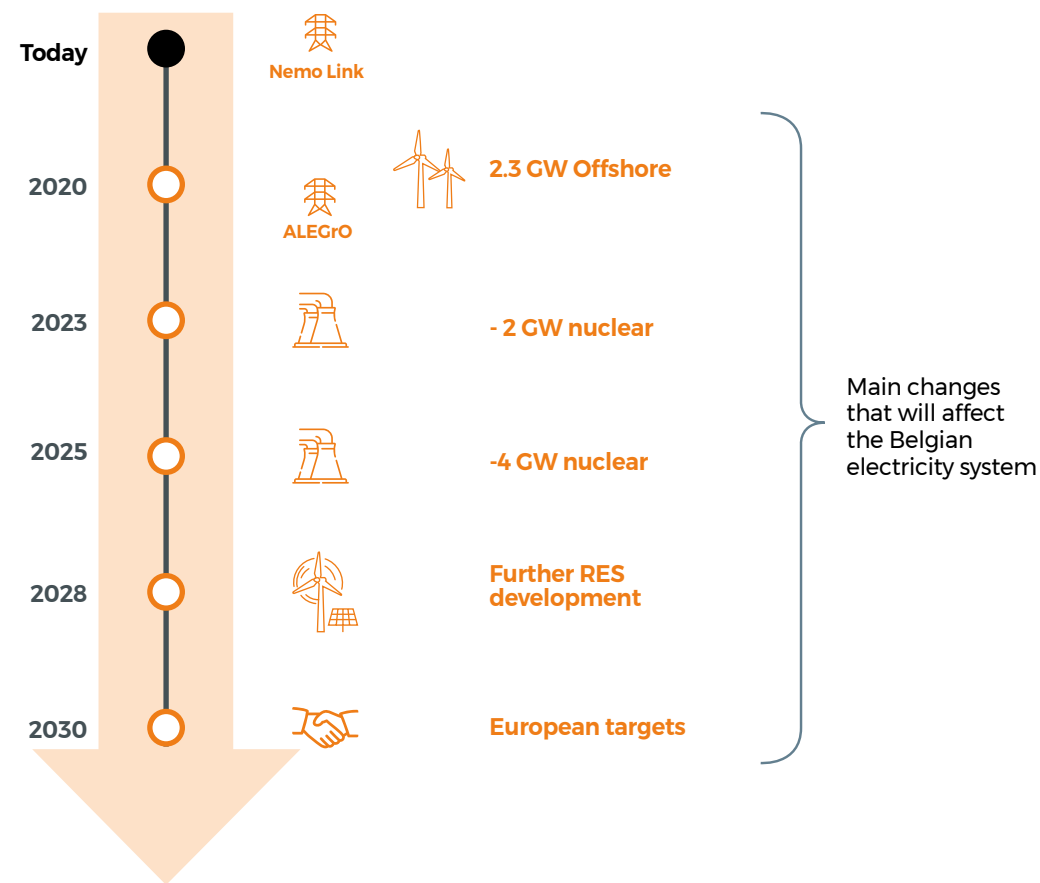 Today
Nemo Link
2020
2.3 GW Offshore
ALEGrO
2023
- 2 GW nuclear
2025
-4 GW nuclear
2028
Further RES
development
2030
European targets
Main changes
that will affect
the Belgian
electricity system